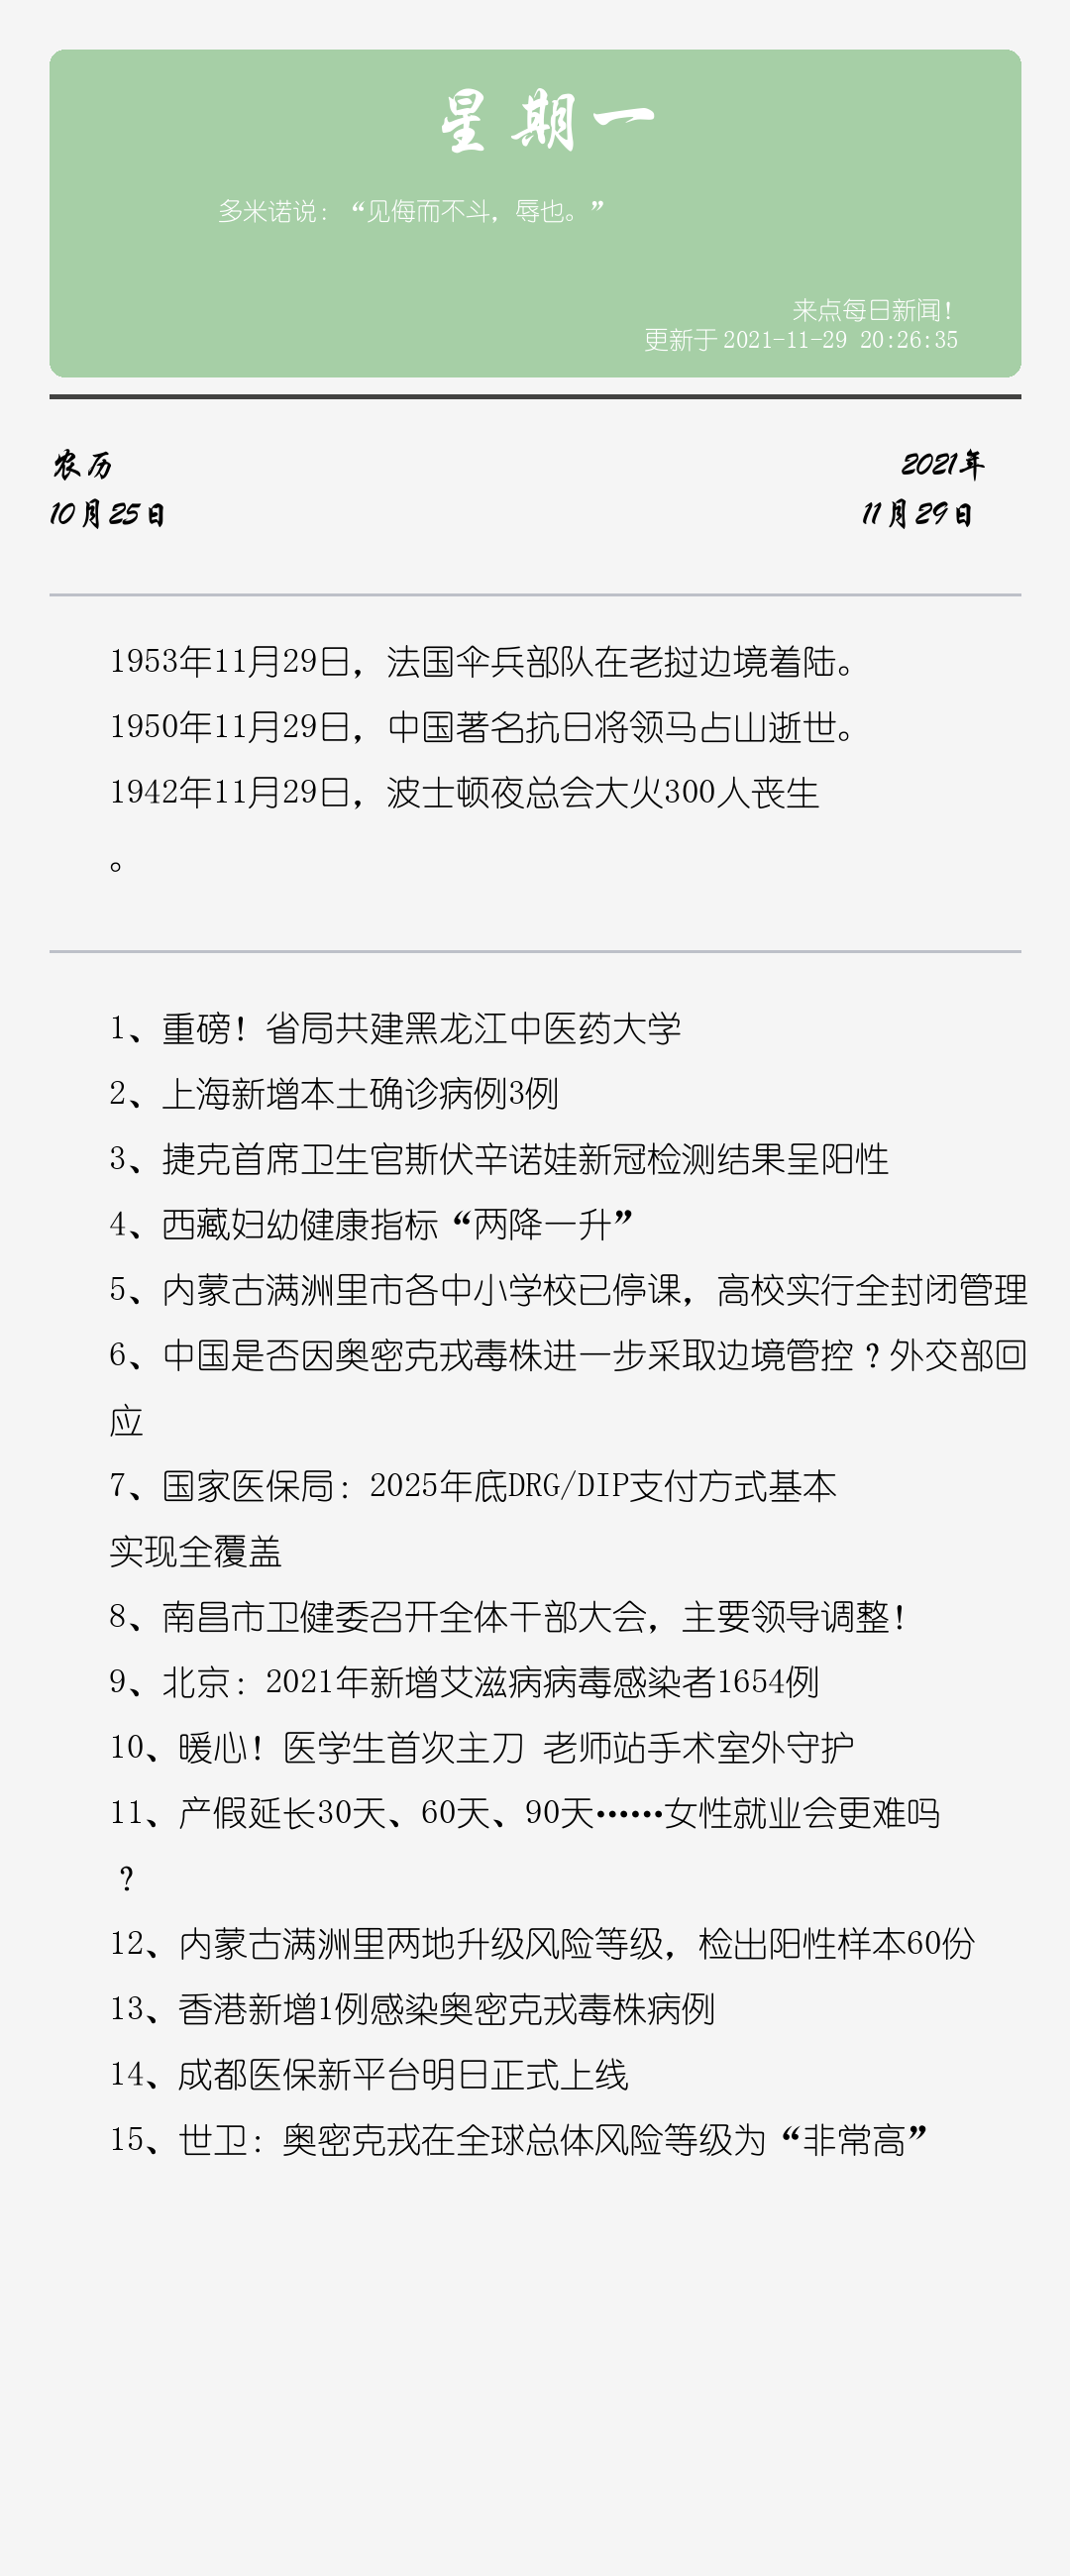 星期一
多米诺说：“见侮而不斗，辱也。”
来点每日新闻！
更新于 2021-11-29 20:26:35
农历
2021年
10月25日
11月29日
1953年11月29日，法国伞兵部队在老挝边境着陆。
1950年11月29日，中国著名抗日将领马占山逝世。
1942年11月29日，波士顿夜总会大火300人丧生
。
1、重磅！省局共建黑龙江中医药大学
2、上海新增本土确诊病例3例
3、捷克首席卫生官斯伏辛诺娃新冠检测结果呈阳性
4、西藏妇幼健康指标“两降一升”
5、内蒙古满洲里市各中小学校已停课，高校实行全封闭管理
6、中国是否因奥密克戎毒株进一步采取边境管控？外交部回
应
7、国家医保局：2025年底DRG/DIP支付方式基本
实现全覆盖
8、南昌市卫健委召开全体干部大会，主要领导调整！
9、北京：2021年新增艾滋病病毒感染者1654例
10、暖心！医学生首次主刀 老师站手术室外守护
11、产假延长30天、60天、90天……女性就业会更难吗
？
12、内蒙古满洲里两地升级风险等级，检出阳性样本60份
13、香港新增1例感染奥密克戎毒株病例
14、成都医保新平台明日正式上线
15、世卫：奥密克戎在全球总体风险等级为“非常高”